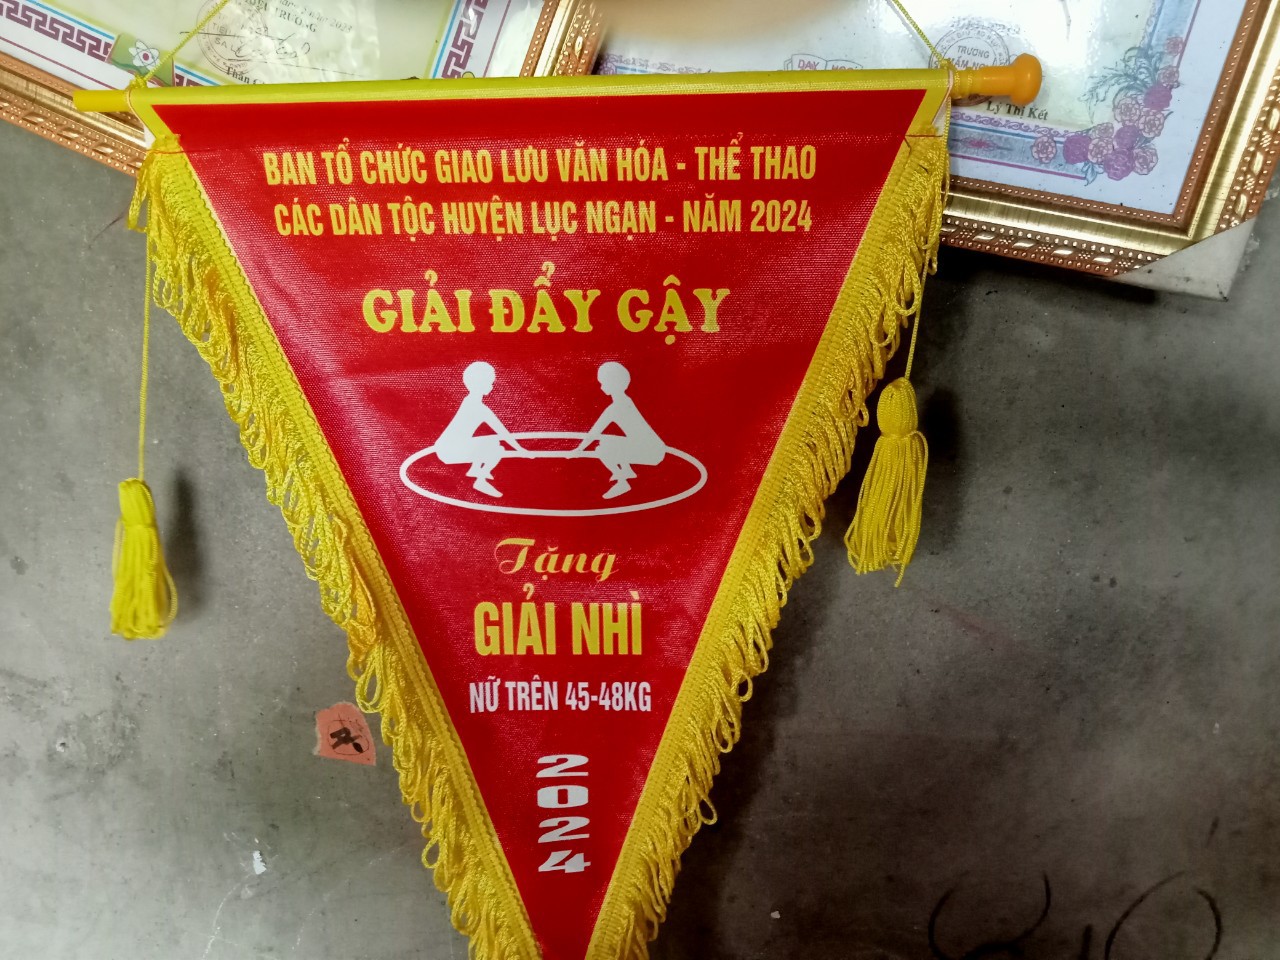 BAN TỔ CHỨC GIAO LƯU VĂN HÓA - THỂ THAO
CÁC DÂN TỘC HUYỆN LỤC NGẠN - NĂM 2024
GIẢI ĐẨY GẬY
Tặng
GIẢI NHÌ
NỮ TRÊN 45-48KG
2024
TRƯỜNG
Lý Thị Kết